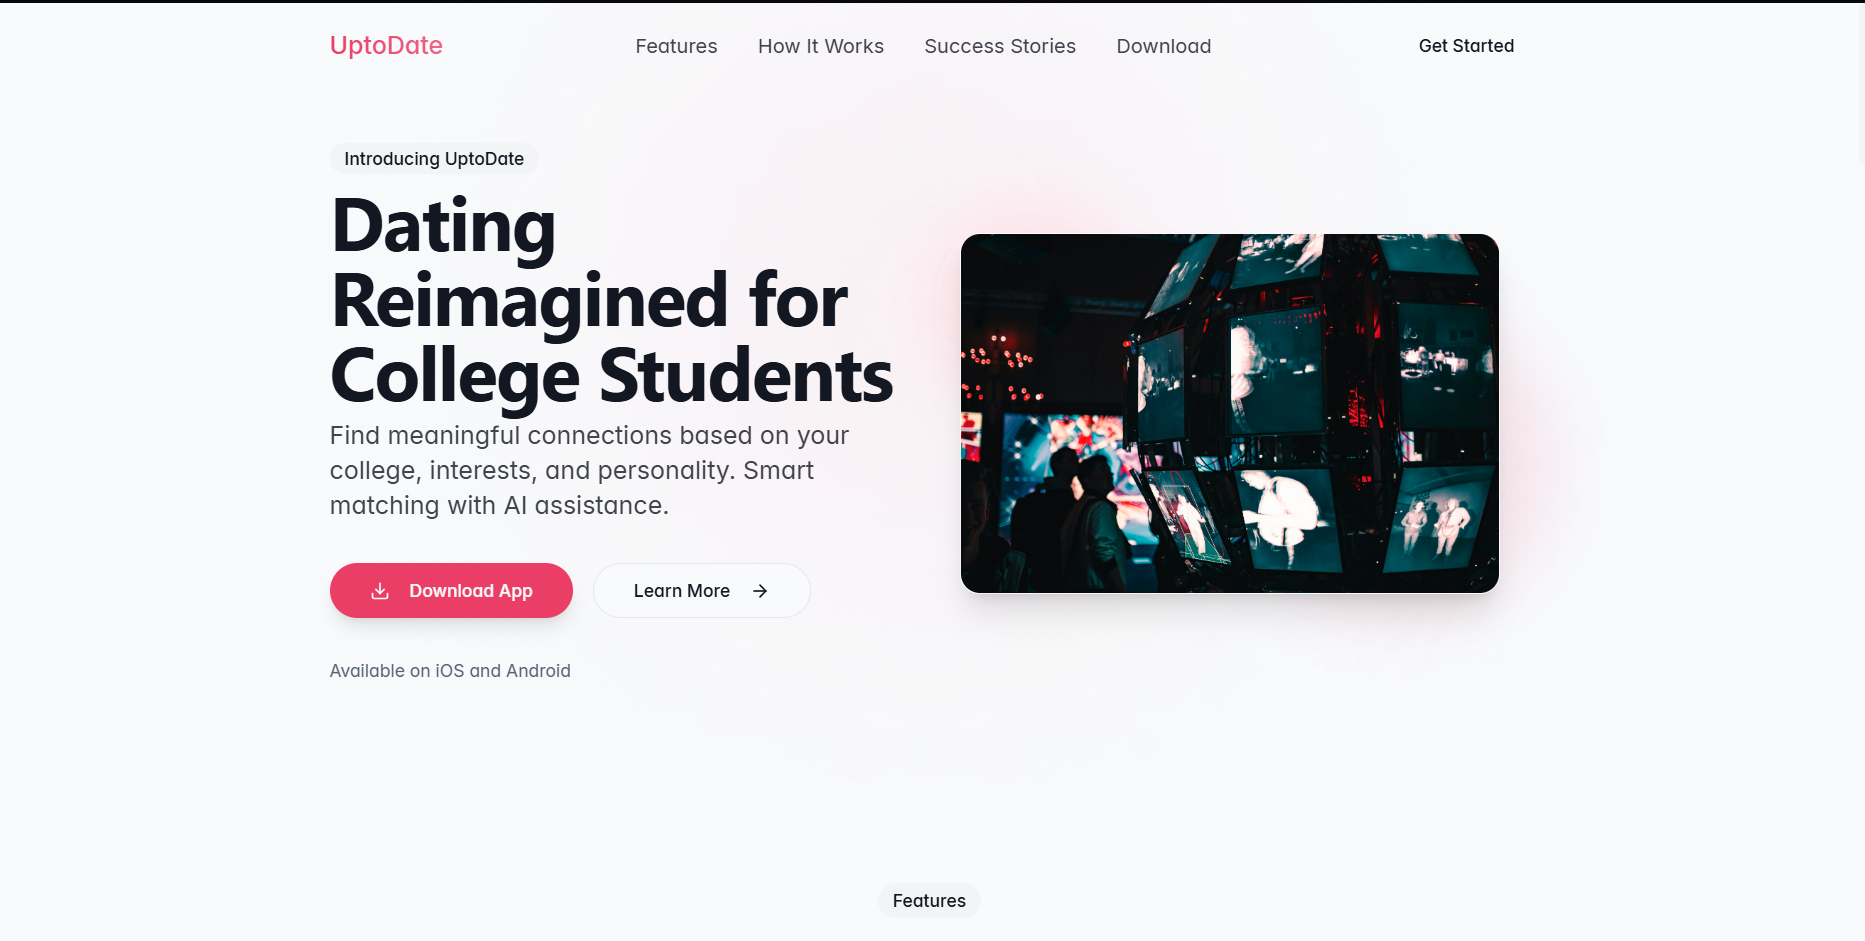 UptoDate
Features
How It Works
Success Stories
Download
Get Started
Introducing UptoDate
Dating
Reimagined for
College Students
Find meaningful connections based on your
college, interests, and personality. Smart
matching with AI assistance.
Download App
Learn More
Available on iOS and Android
Features